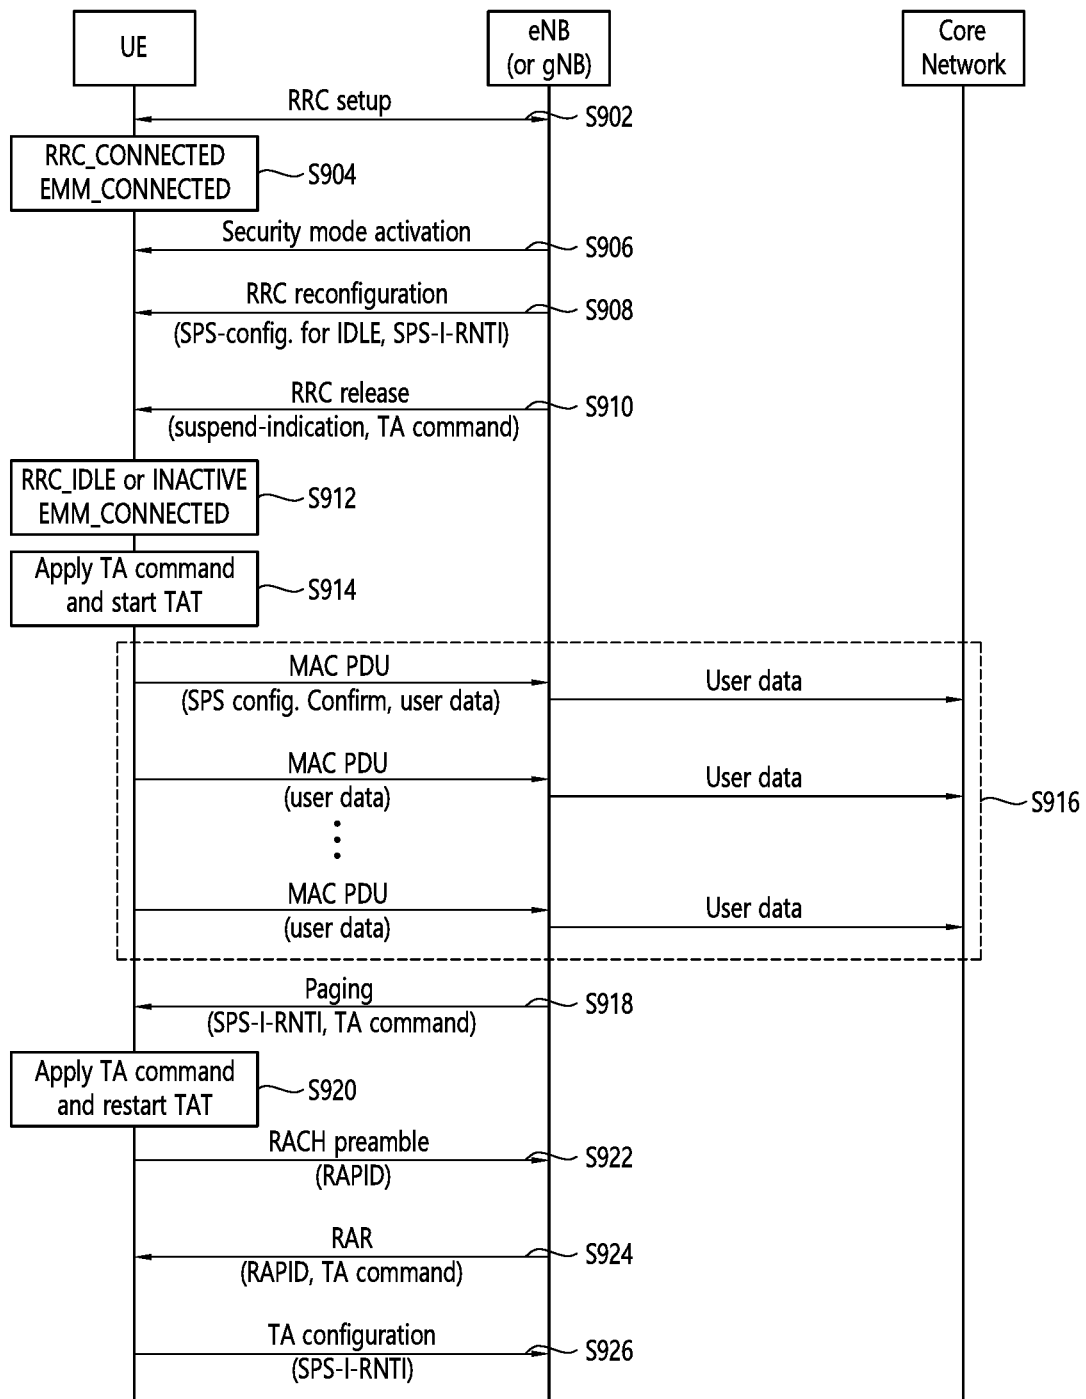 UE
eNB
(or gNB)
Core
Network
RRC setup
S902
RRC_CONNECTED
EMM_CONNECTED
S904
Security mode activation
S906
RRC reconfiguration
S908
(SPS-config. for IDLE, SPS-I-RNTI)
RRC release
S910
(suspend-indication, TA command)
RRC_IDLE or INACTIVE
EMM_CONNECTED
S912
Apply TA command
and start TAT
S914
MAC PDU
(SPS config. Confirm, user data)
User data
MAC PDU
(user data)
User data
S916
MAC PDU
(user data)
User data
Paging
S918
(SPS-I-RNTI, TA command)
Apply TA command
and restart TAT
S920
RACH preamble
S922
(RAPID)
RAR
S924
(RAPID, TA command)
TA configuration
S926
(SPS-I-RNTI)